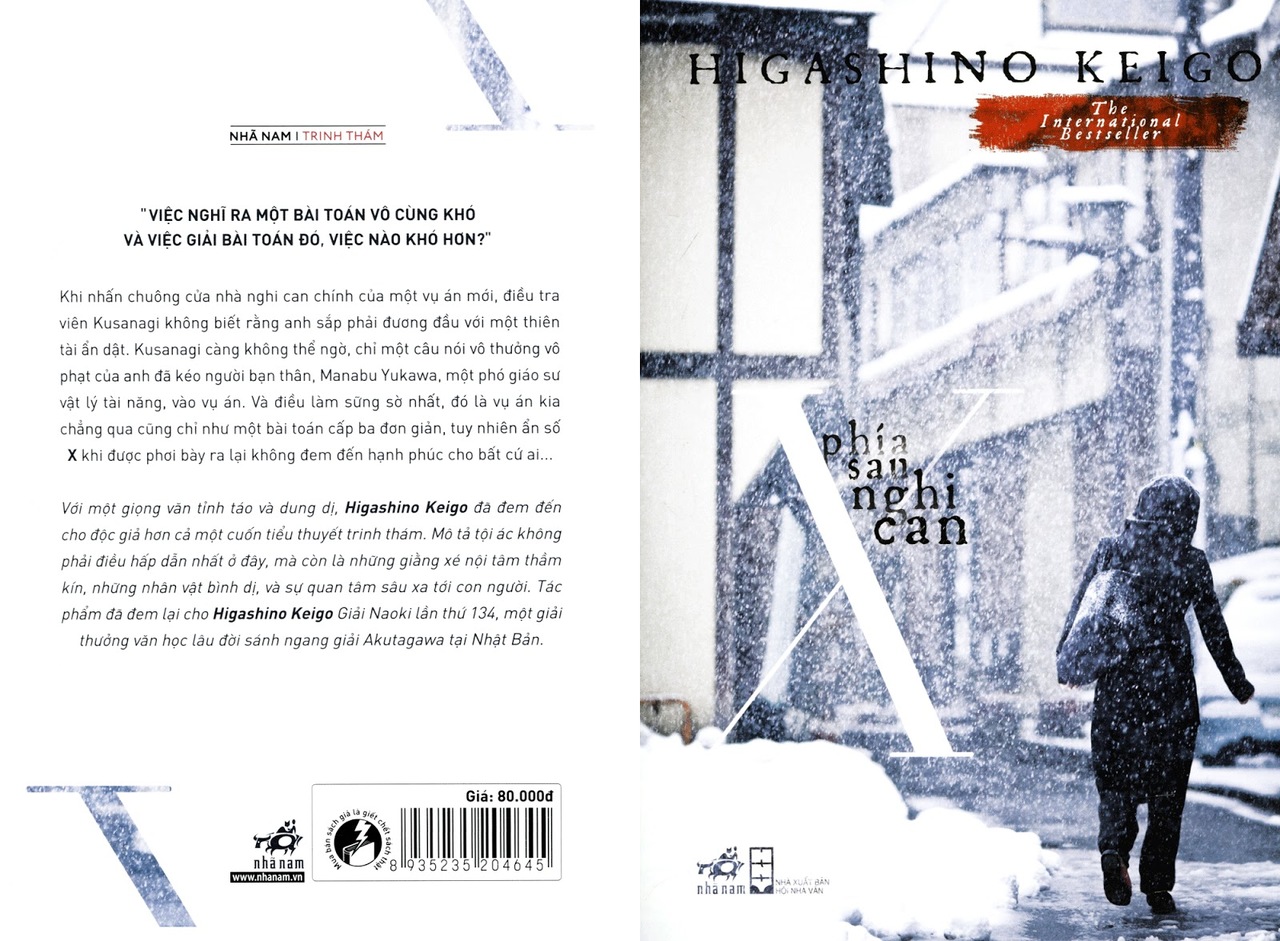 NHÃ NAM | TRINH THÁM
"VIỆC NGHĨ RA MỘT BÀI TOÁN VÔ CÙNG KHÓ
VÀ VIỆC GIẢI BÀI TOÁN ĐÓ, VIỆC NÀO KHÓ HƠN?"
Khi nhấn chuông cửa nhà nghi can chính của một vụ án mới, điều tra
viên Kusanagi không biết rằng anh sắp phải đương đầu với một thiên
tài ẩn dật. Kusanagi càng không thể ngờ, chỉ một câu nói vô thưởng vô
phạt của anh đã kéo người bạn thân, Manabu Yukawa, một phó giáo sư
vật lý tài năng, vào vụ án. Và điều làm sững sờ nhất, đó là vụ án kia
chẳng qua cũng chỉ như một bài toán cấp ba đơn giản, tuy nhiên ẩn số
X khi được phơi bày ra lại không đem đến hạnh phúc cho bất cứ ai...
Với một giọng văn tỉnh táo và dung dị, Higashino Keigo đã đem đến
cho độc giả hơn cả một cuốn tiểu thuyết trinh thám. Mô tả tội ác không
phải điều hấp dẫn nhất ở đây, mà còn là những giằng xé nội tâm thầm
kín, những nhân vật bình dị, và sự quan tâm sâu xa tới con người. Tác
phẩm đã đem lại cho Higashino Keigo Giải Naoki lần thứ 134, một giải
thưởng văn học lâu đời sánh ngang giải Akutagawa tại Nhật Bản.
nhã nam
www.nhanam.vn
Giá: 80.000đ
Mua bán sách giả là giết chết sách thật
8 935235 204645
HIGASHINO KEIGO
The
International
Bestseller
X
phía
sau
nghi
can
nhã nam
NHÀ XUẤT BẢN
HỘI NHÀ VĂN